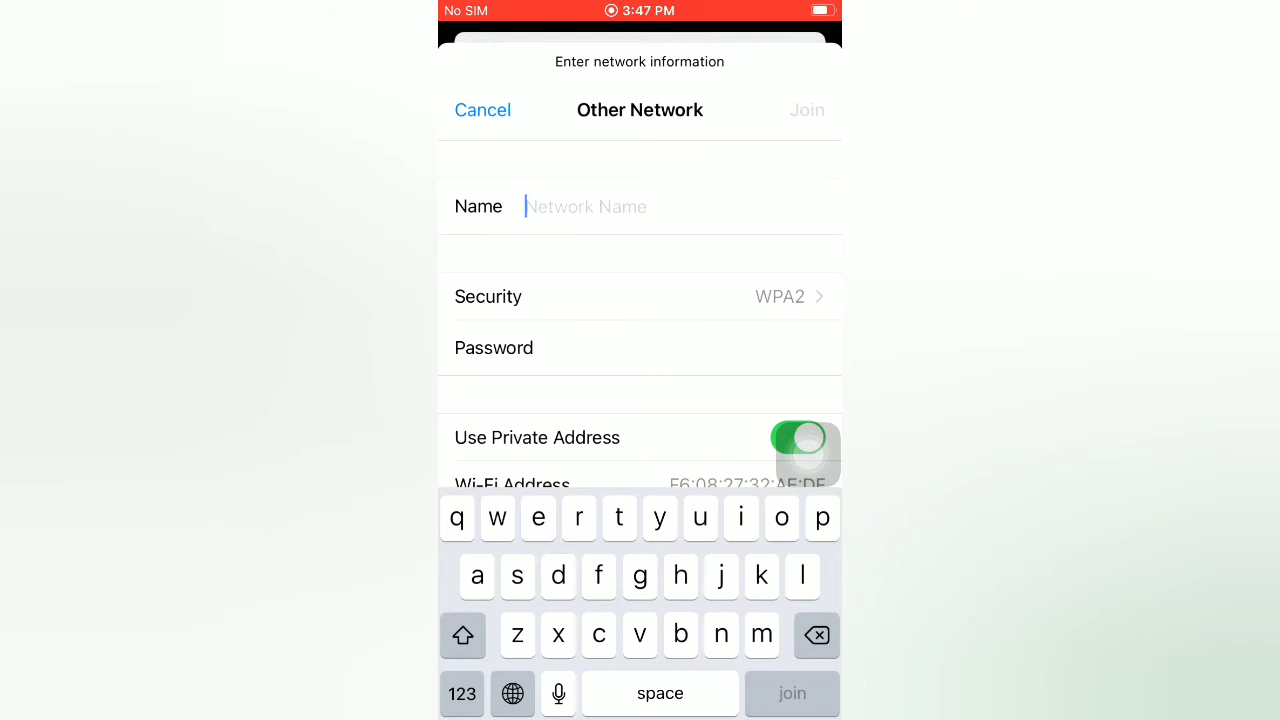 No SIM 3:47 PM
Enter network information
Cancel Other Network Join
Name Network Name
Security WPA2
Password
Use Private Address
Wi-Fi Address F6:08:27:32:AE:DF
q w e r t y u i o p
a s d f g h j k l
z x c v b n m
123 space join